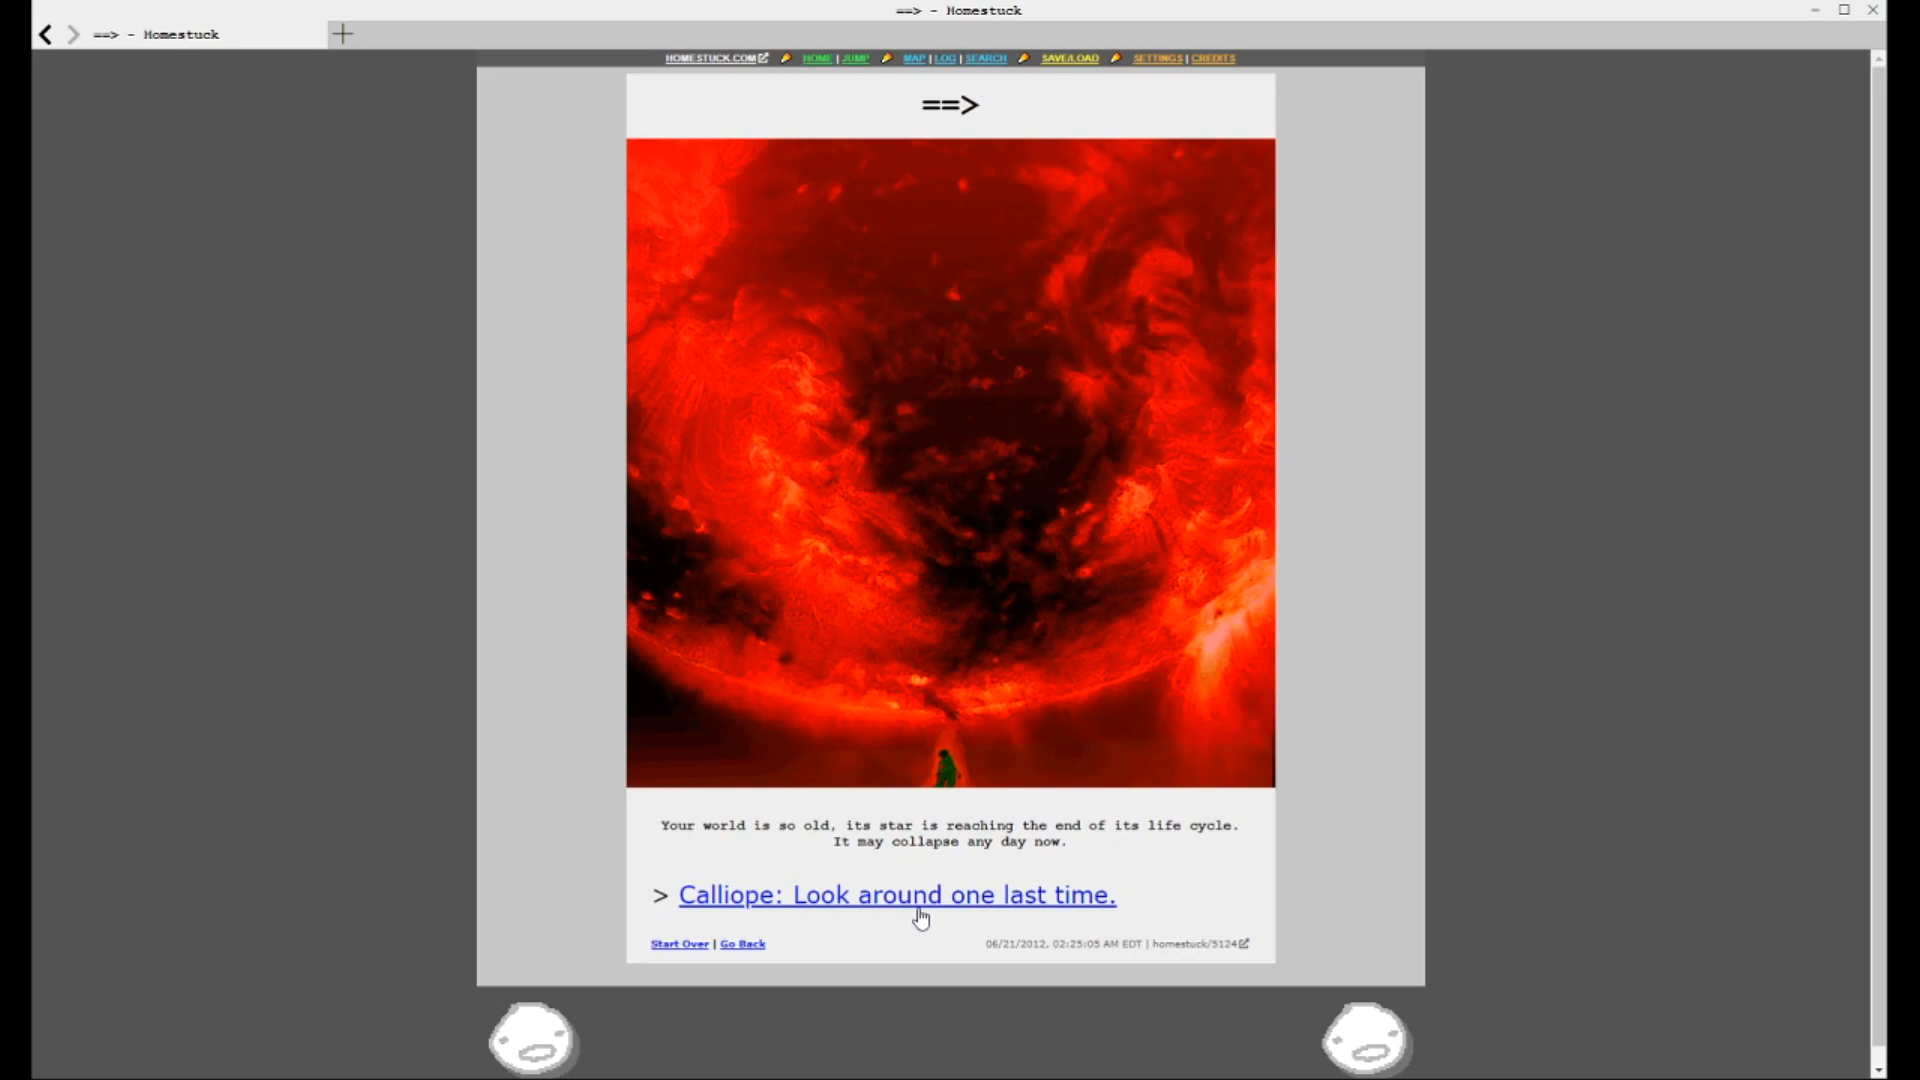 ==> - Homestuck
==> - Homestuck
HOMESTUCK.COM HOME | JUMP MAP | LOG | SEARCH SAVE/LOAD SETTINGS | CREDITS
==>
Your world is so old, its star is reaching the end of its life cycle.
It may collapse any day now.
> Calliope: Look around one last time.
Start Over | Go Back 06/21/2012, 02:25:05 AM EDT | homestuck/5124